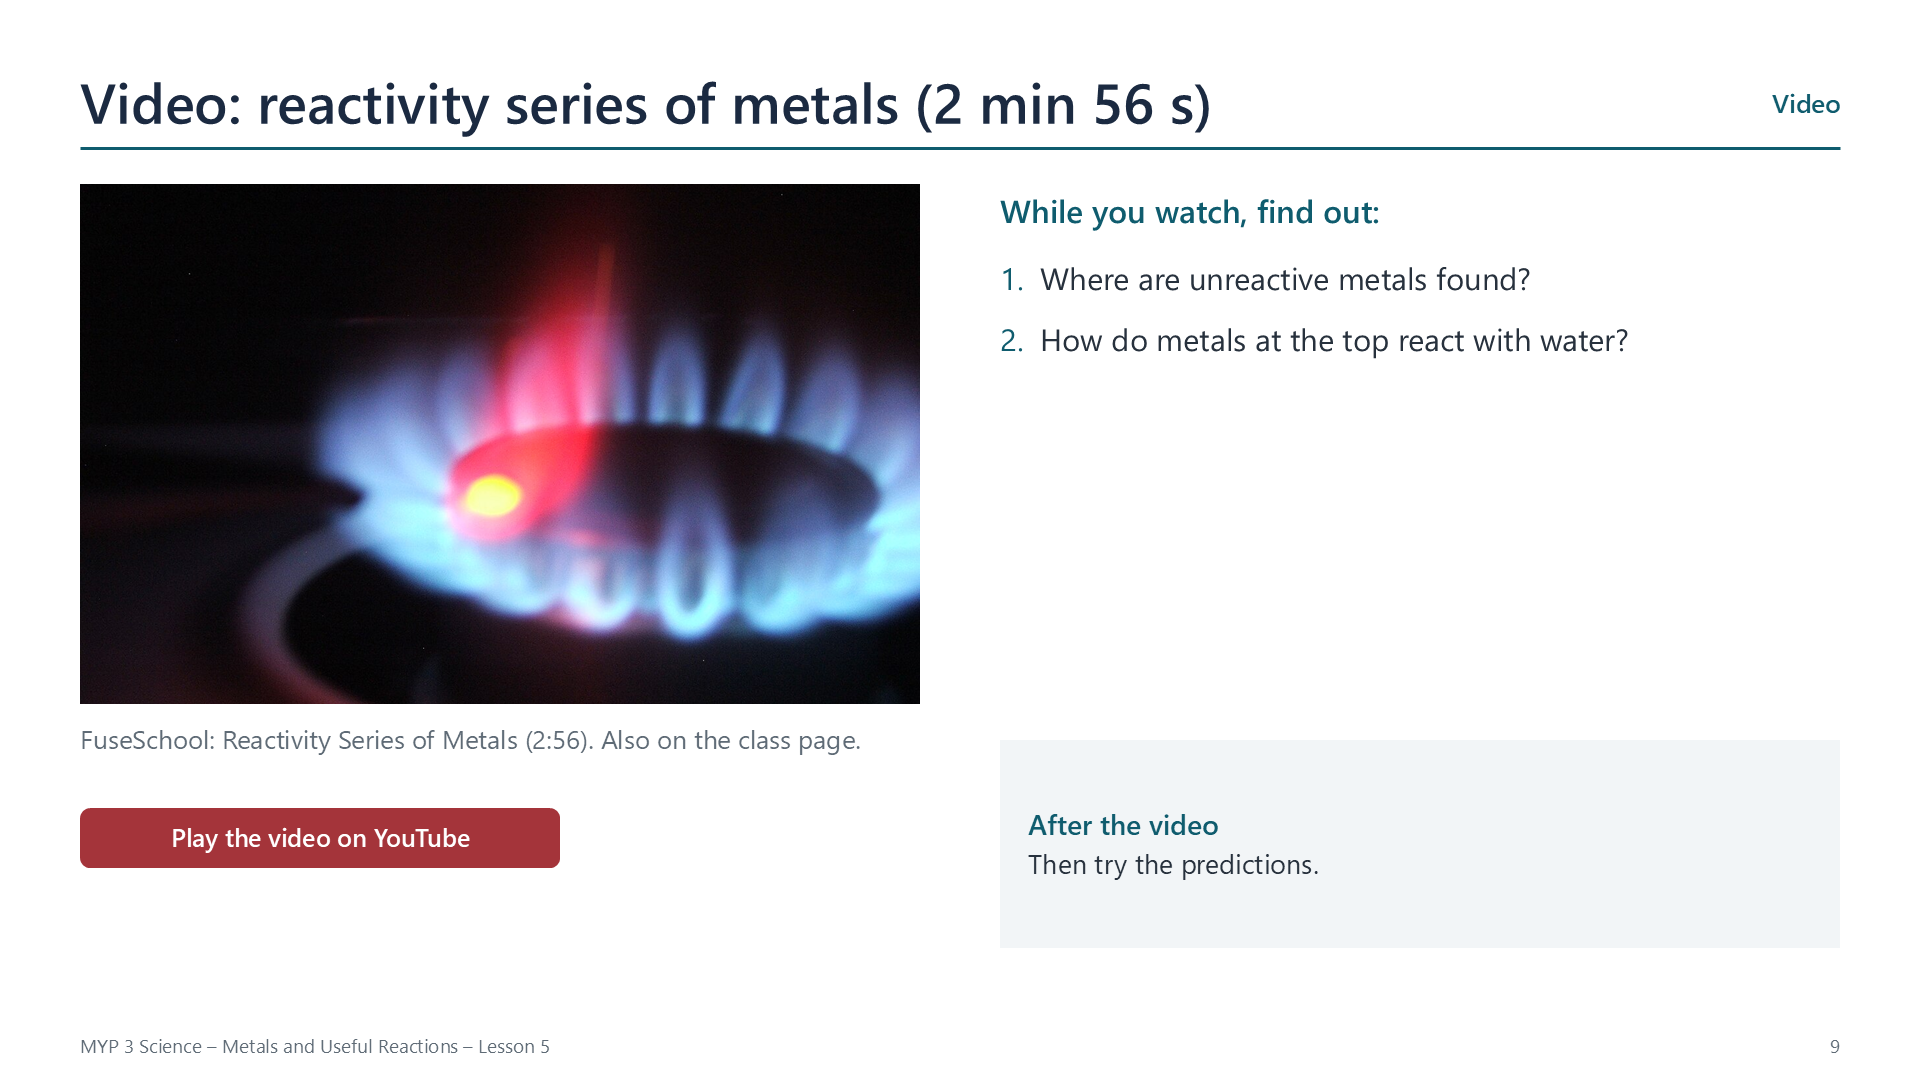 Video: reactivity series of metals (2 min 56 s)
Video
While you watch, find out:
1. Where are unreactive metals found?
2. How do metals at the top react with water?
FuseSchool: Reactivity Series of Metals (2:56). Also on the class page.
Play the video on YouTube
After the video
Then try the predictions.
MYP 3 Science – Metals and Useful Reactions – Lesson 5
9